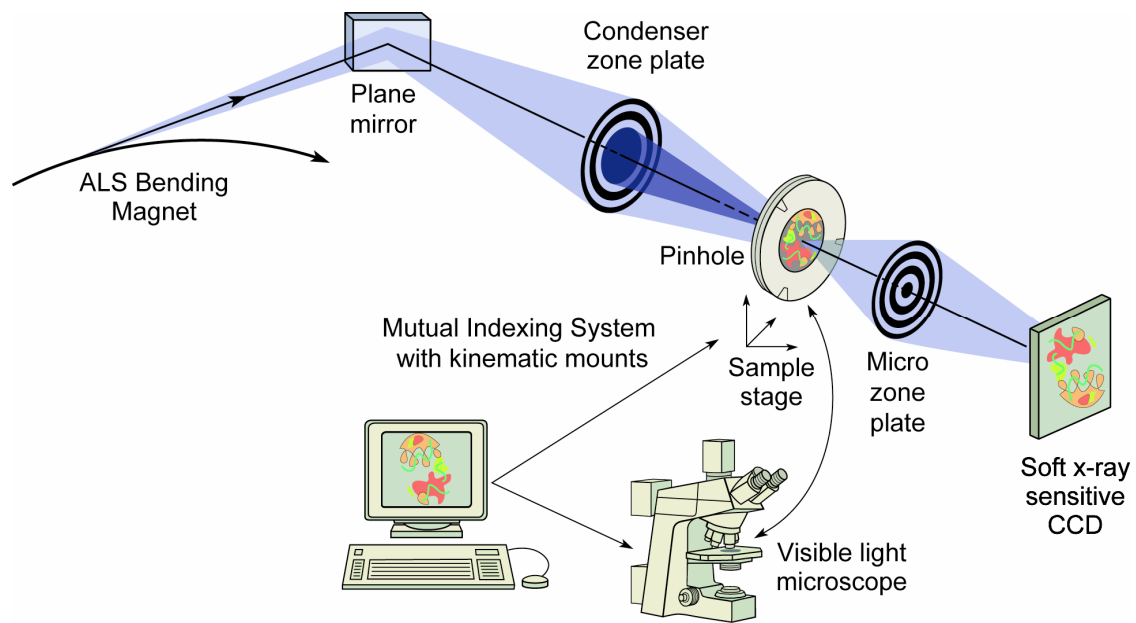 Condenser
zone plate
Plane
mirror
ALS Bending
Magnet
Pinhole
Mutual Indexing System
with kinematic mounts
Sample
stage
Micro
zone
plate
Soft x-ray
sensitive
CCD
Visible light
microscope